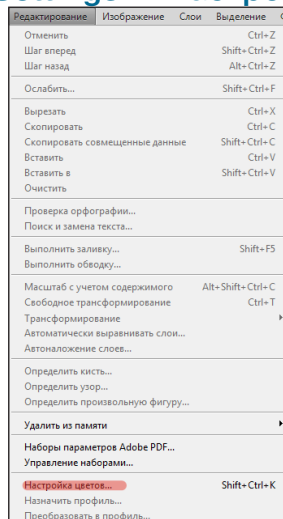 Редактирование Изображение Слои Выделение
Отменить Ctrl+Z
Шаг вперед Shift+Ctrl+Z
Шаг назад Alt+Ctrl+Z
Ослабить... Shift+Ctrl+F
Вырезать Ctrl+X
Скопировать Ctrl+C
Скопировать совмещенные данные Shift+Ctrl+C
Вставить Ctrl+V
Вставить в Shift+Ctrl+V
Очистить
Проверка орфографии...
Поиск и замена текста...
Выполнить заливку... Shift+F5
Выполнить обводку...
Масштаб с учетом содержимого Alt+Shift+Ctrl+C
Свободное трансформирование Ctrl+T
Трансформирование
Автоматически выравнивать слои...
Автоналожение слоев...
Определить кисть...
Определить узор...
Определить произвольную фигуру...
Удалить из памяти
Наборы параметров Adobe PDF...
Управление наборами...
Настройка цветов... Shift+Ctrl+K
Назначить профиль...
Преобразовать в профиль...